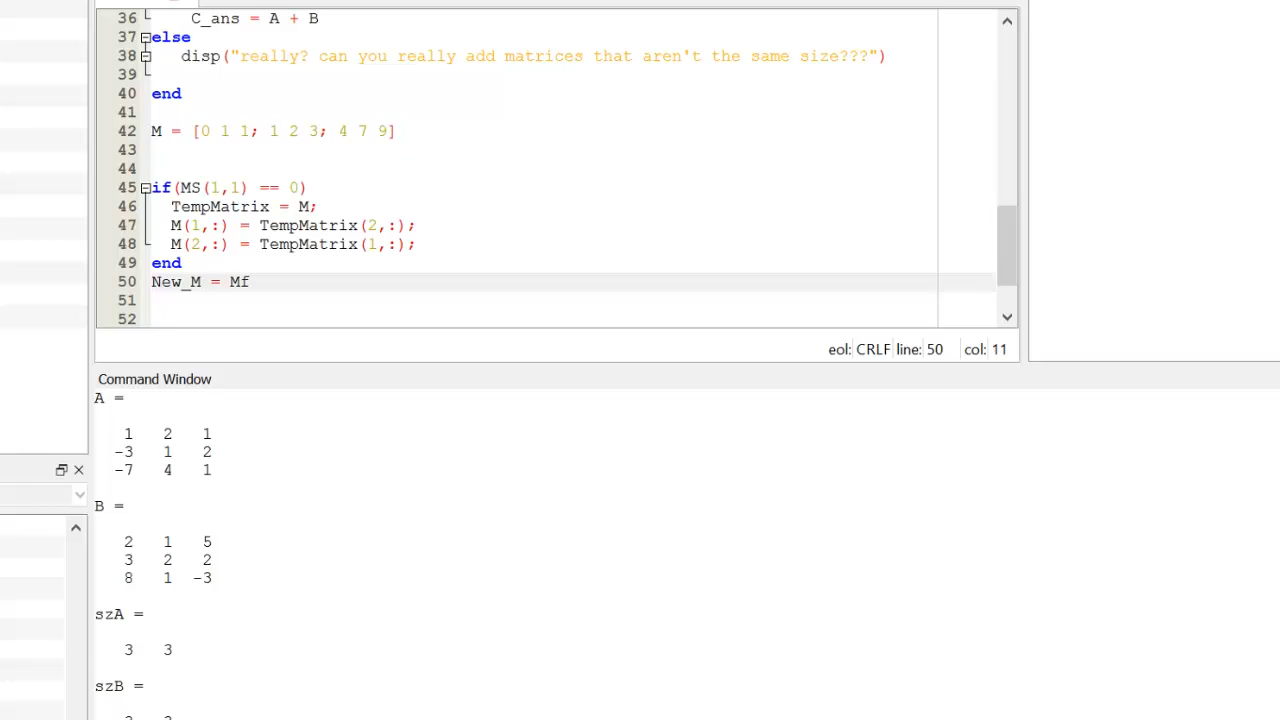 36 C_ans = A + B
37 else
38 disp("really? can you really add matrices that aren't the same size???")
39
40 end
41
42 M = [0 1 1; 1 2 3; 4 7 9]
43
44
45 if(MS(1,1) == 0)
46 TempMatrix = M;
47 M(1,:) = TempMatrix(2,:);
48 M(2,:) = TempMatrix(1,:);
49 end
50 New_M = Mf
51
52
eol: CRLF line: 50 col: 11
Command Window
A =
1 2 1
-3 1 2
-7 4 1
B =
2 1 5
3 2 2
8 1 -3
szA =
3 3
szB =
3 3